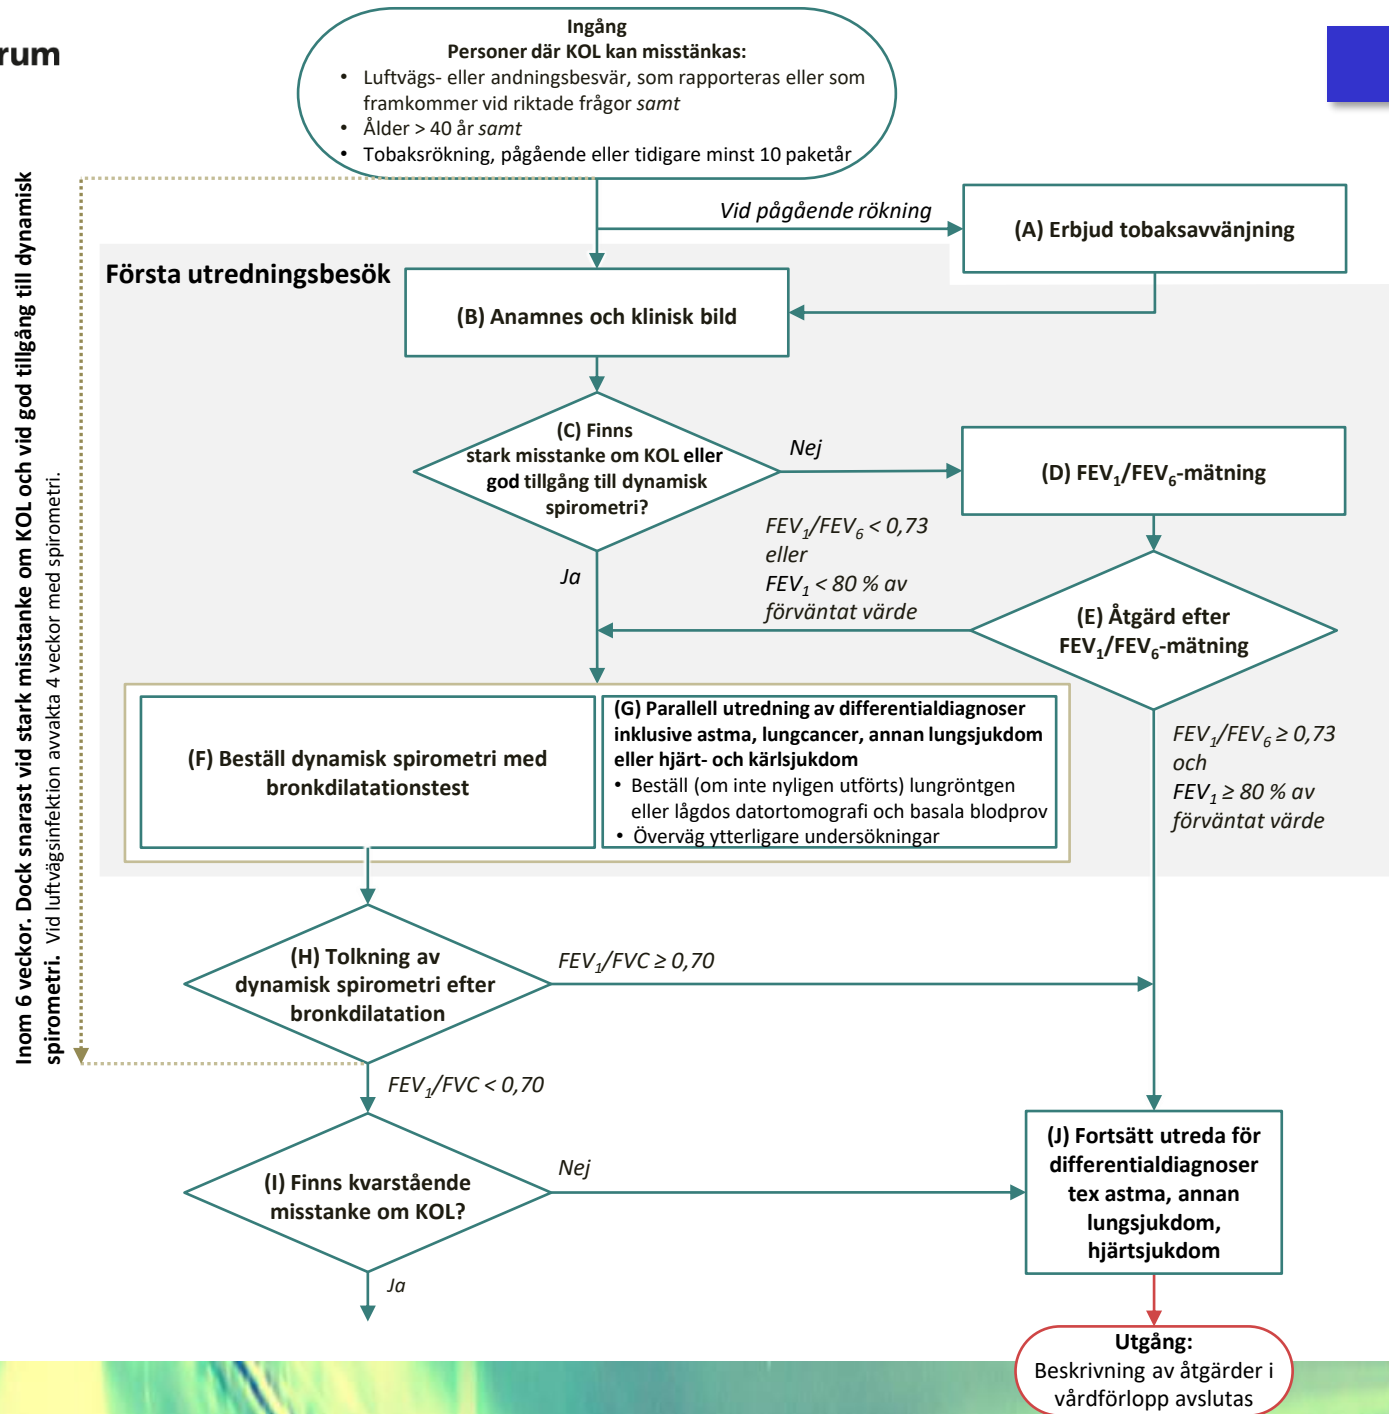 rum
Ingång
Personer där KOL kan misstänkas:
• Luftvägs- eller andningsbesvär, som rapporteras eller som
framkommer vid riktade frågor samt
• Ålder > 40 år samt
• Tobaksrökning, pågående eller tidigare minst 10 paketår
Inom 6 veckor. Dock snarast vid stark misstanke om KOL och vid god tillgång till dynamisk
spirometri. Vid luftvägsinfektion avvakta 4 veckor med spirometri.
Vid pågående rökning
(A) Erbjud tobaksavvänjning
Första utredningsbesök
(B) Anamnes och klinisk bild
(C) Finns
stark misstanke om KOL eller
god tillgång till dynamisk
spirometri?
Nej
(D) FEV₁/FEV₆-mätning
Ja
FEV₁/FEV₆ < 0,73
eller
FEV₁ < 80 % av
förväntat värde
(E) Åtgärd efter
FEV₁/FEV₆-mätning
(F) Beställ dynamisk spirometri med
bronkdilatationstest
(G) Parallell utredning av differentialdiagnoser
inklusive astma, lungcancer, annan lungsjukdom
eller hjärt- och kärlsjukdom
• Beställ (om inte nyligen utförts) lungröntgen
eller lågdos datortomografi och basala blodprov
• Överväg ytterligare undersökningar
FEV₁/FEV₆ ≥ 0,73
och
FEV₁ ≥ 80 % av
förväntat värde
(H) Tolkning av
dynamisk spirometri efter
bronkdilatation
FEV₁/FVC ≥ 0,70
FEV₁/FVC < 0,70
(I) Finns kvarstående
misstanke om KOL?
Nej
Ja
(J) Fortsätt utreda för
differentialdiagnoser
tex astma, annan
lungsjukdom,
hjärtsjukdom
Utgång:
Beskrivning av åtgärder i
vårdförlopp avslutas